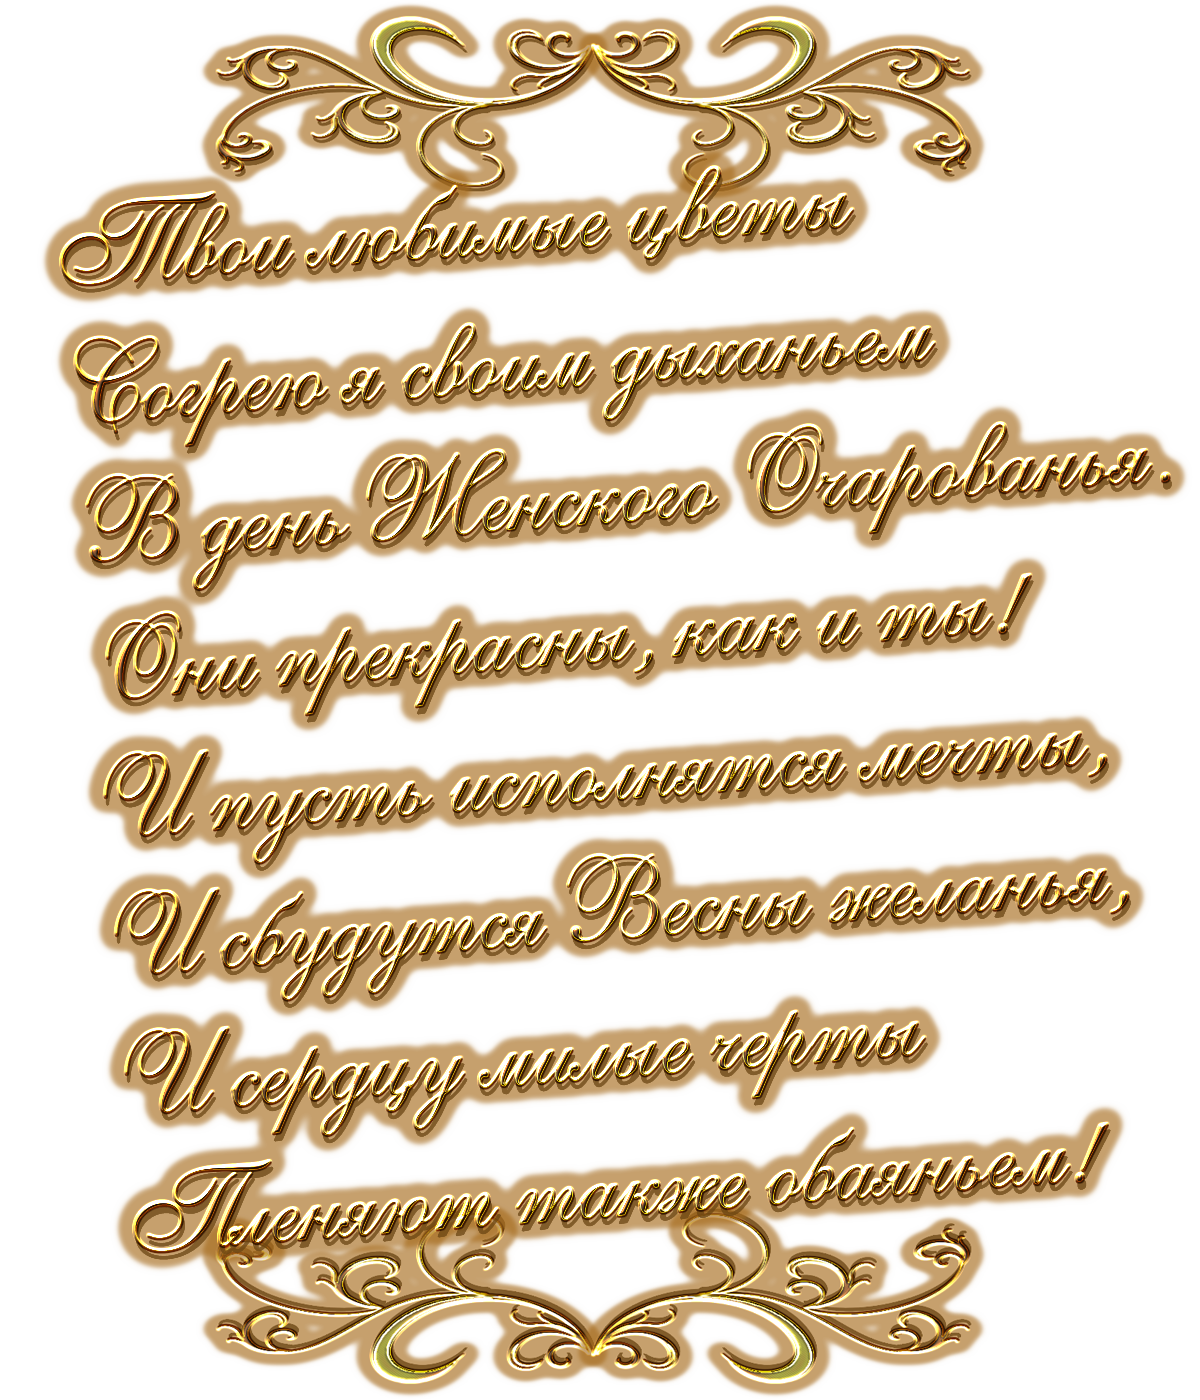 Твои любимые цветы
Согрею я своим дыханьем
В день Женского Очарованья.
Они прекрасны, как и ты!
И пусть исполнятся мечты,
И сбудутся Весны желанья,
И сердцу милые черты
Пленяют также обаяньем!